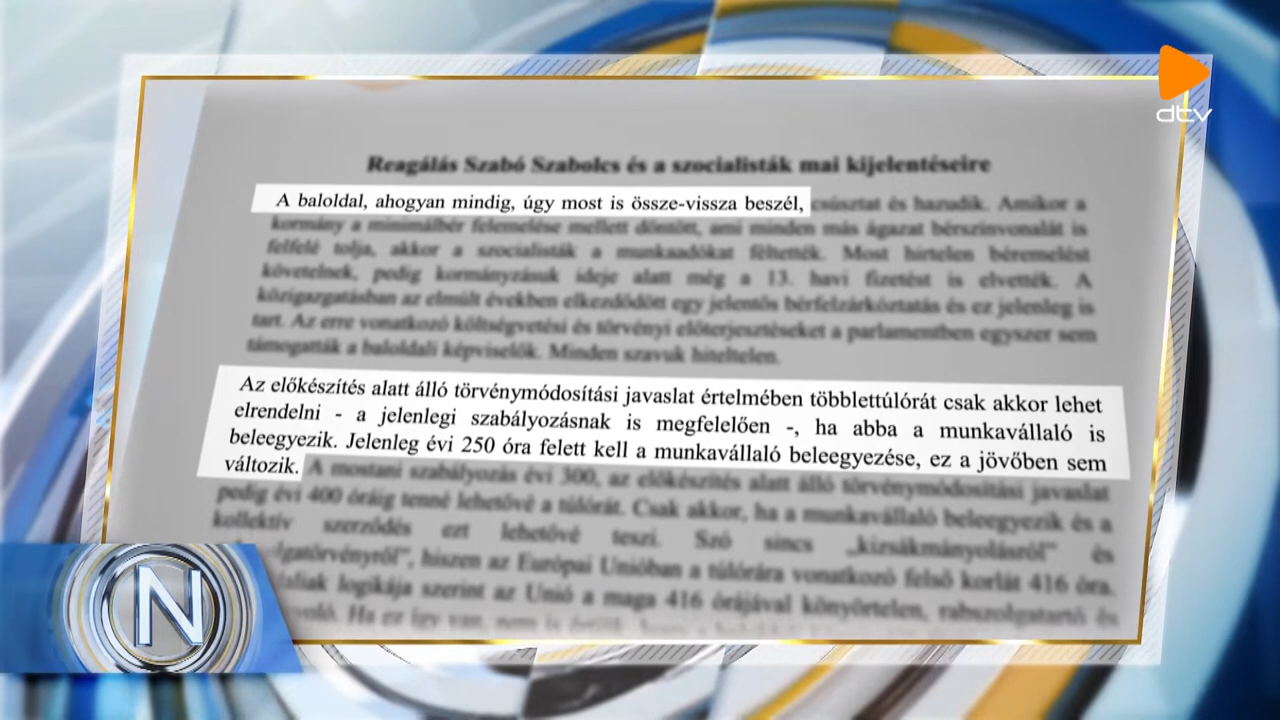 dtv
Reagálás Szabó Szabolcs és a szocialisták mai kijelentéseire
A baloldal, ahogyan mindig, úgy most is össze-vissza beszél, csúsztat és hazudik. Amikor a
kormány a minimálbér felemelése mellett döntött, ami minden más ágazat bérszínvonalát is
felfelé tolja, akkor a szocialisták a munkaadókat féltették. Most hirtelen béremelést
követelnek, pedig kormányzásuk ideje alatt még a 13. havi fizetést is elvették. A
közigazgatásban az elmúlt években elkezdődött egy jelentős bérfelzárkóztatás és ez jelenleg is
tart. Az erre vonatkozó költségvetési és törvényi előterjesztéseket a parlamentben egyszer sem
támogatták a baloldali képviselők. Minden szavuk hiteltelen.
Az előkészítés alatt álló törvénymódosítási javaslat értelmében többlettúlórát csak akkor lehet
elrendelni - a jelenlegi szabályozásnak is megfelelően -, ha abba a munkavállaló is
beleegyezik. Jelenleg évi 250 óra felett kell a munkavállaló beleegyezése, ez a jövőben sem
változik. A mostani szabályozás évi 300, az előkészítés alatt álló törvénymódosítási javaslat
pedig évi 400 óráig tenné lehetővé a túlórát. Csak akkor, ha a munkavállaló beleegyezik és a
kollektív szerződés ezt lehetővé teszi. Szó sincs „kizsákmányolásról” és
hiszen az Európai Unióban a túlórára vonatkozó felső korlát 416 óra.
logikája szerint az Unió a maga 416 órájával könyörtelen, rabszolgatartó és
Ha ez így van,
N